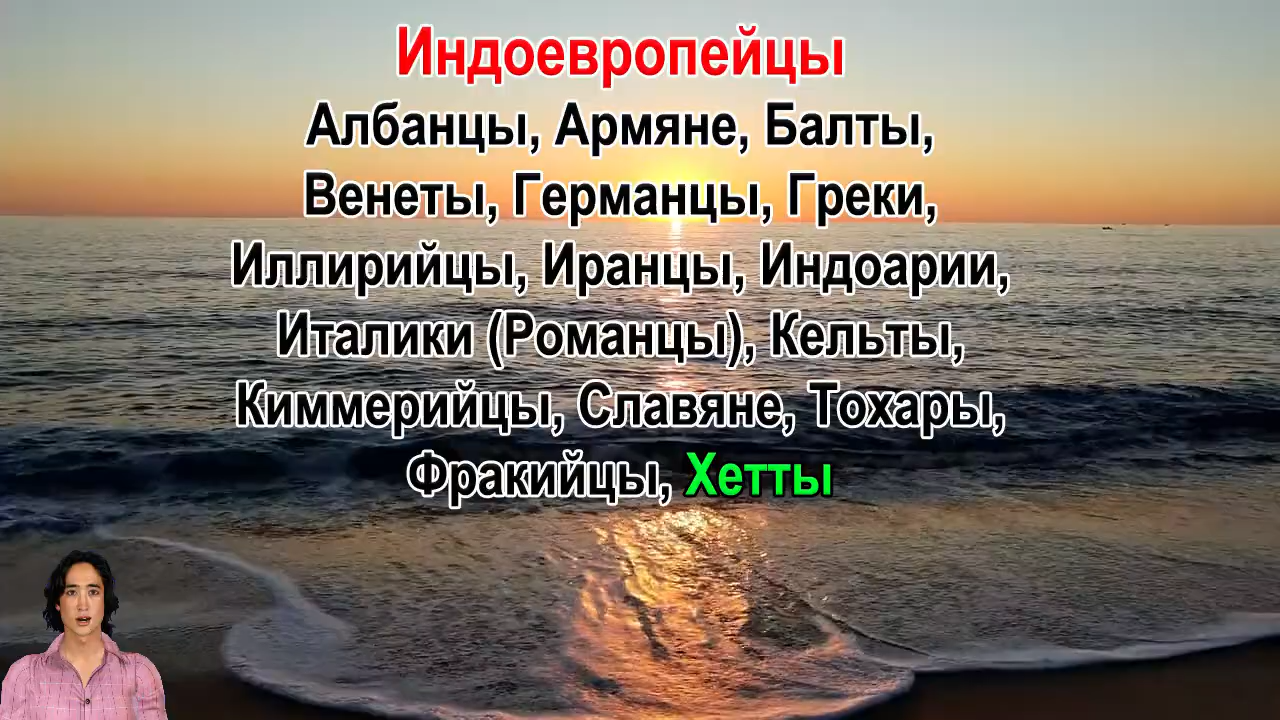 Индоевропейцы
Албанцы, Армяне, Балты,
Венеты, Германцы, Греки,
Иллирийцы, Иранцы, Индоарии,
Италики (Романцы), Кельты,
Киммерийцы, Славяне, Тохары,
Фракийцы, Хетты